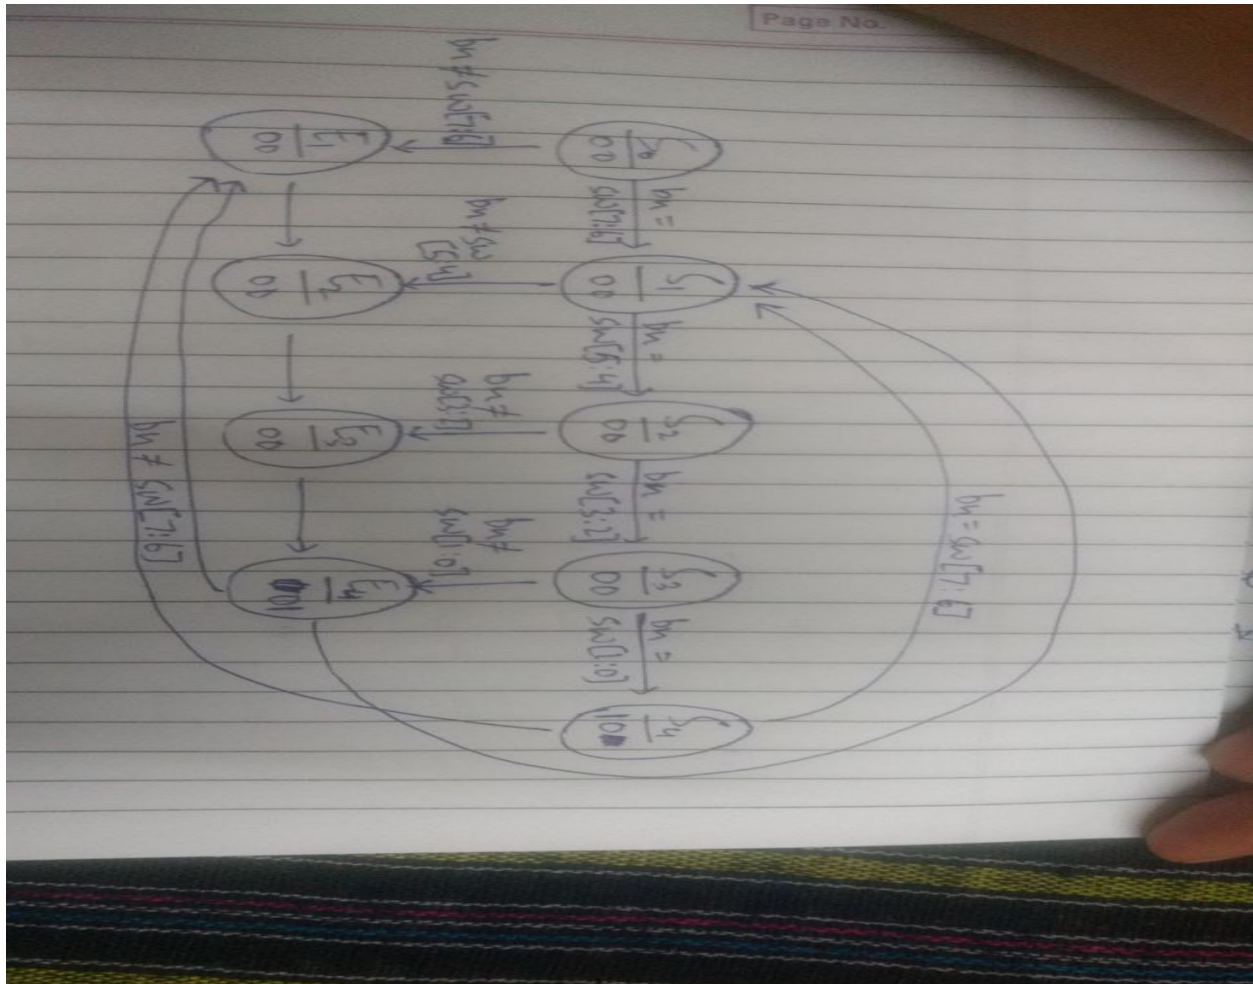 Page No.
bn = sw[7:6]
S0
00
bn =
sw[7:6]
S1
00
bn =
sw[5:4]
S2
00
bn =
sw[3:2]
S3
00
bn =
sw[1:0]
S4
10
bn ≠ sw[7:6]
bn ≠ sw
[5:4]
bn ≠
sw[3:2]
bn ≠
sw[1:0]
E1
00
E2
00
E3
00
E4
01
bn ≠ sw[7:6]